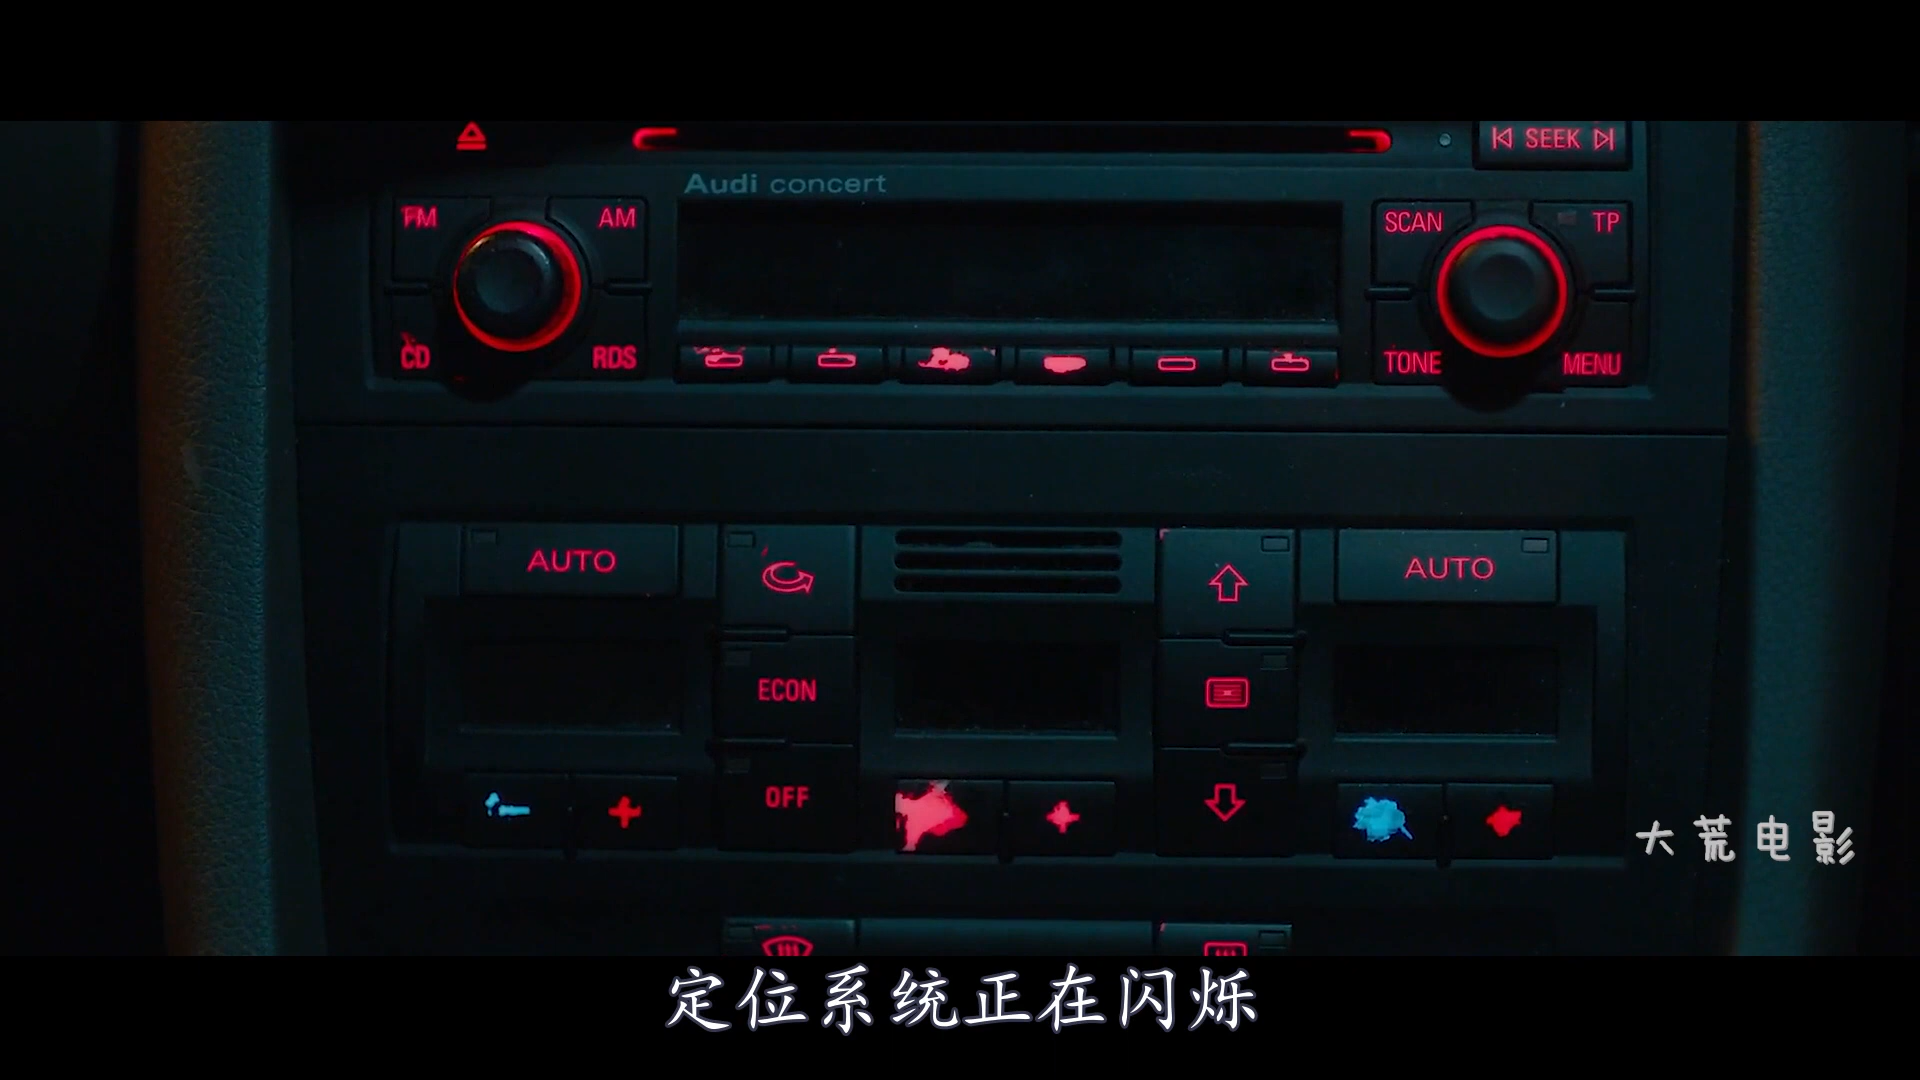 SEEK
Audi concert
FM
AM
SCAN
TP
CD
RDS
TONE
MENU
AUTO
AUTO
ECON
OFF
大荒电影
定位系统正在闪烁